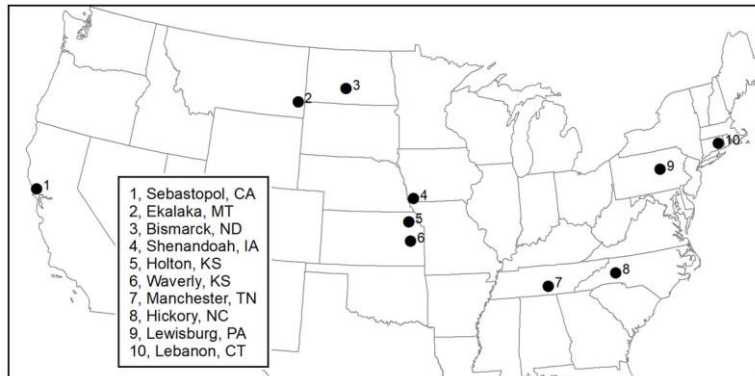 1
2
3
4
5
6
7
8
9
10
1, Sebastopol, CA
2, Ekalaka, MT
3, Bismarck, ND
4, Shenandoah, IA
5, Holton, KS
6, Waverly, KS
7, Manchester, TN
8, Hickory, NC
9, Lewisburg, PA
10, Lebanon, CT